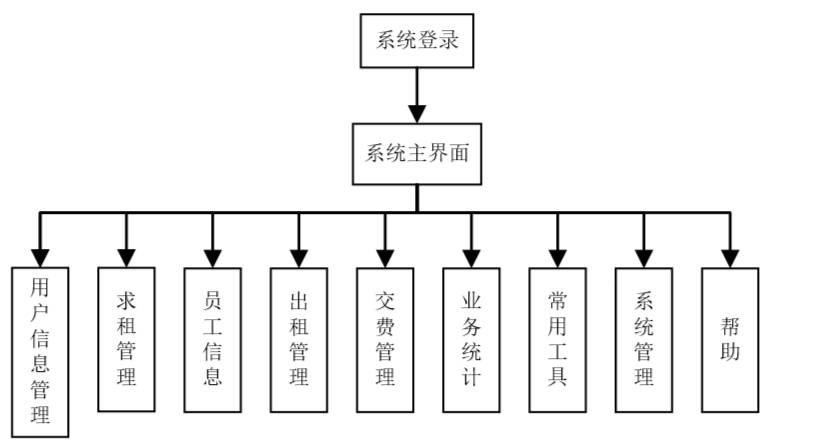 系统登录
系统主界面
用户信息管理
求租管理
员工信息
出租管理
交费管理
业务统计
常用工具
系统管理
帮助